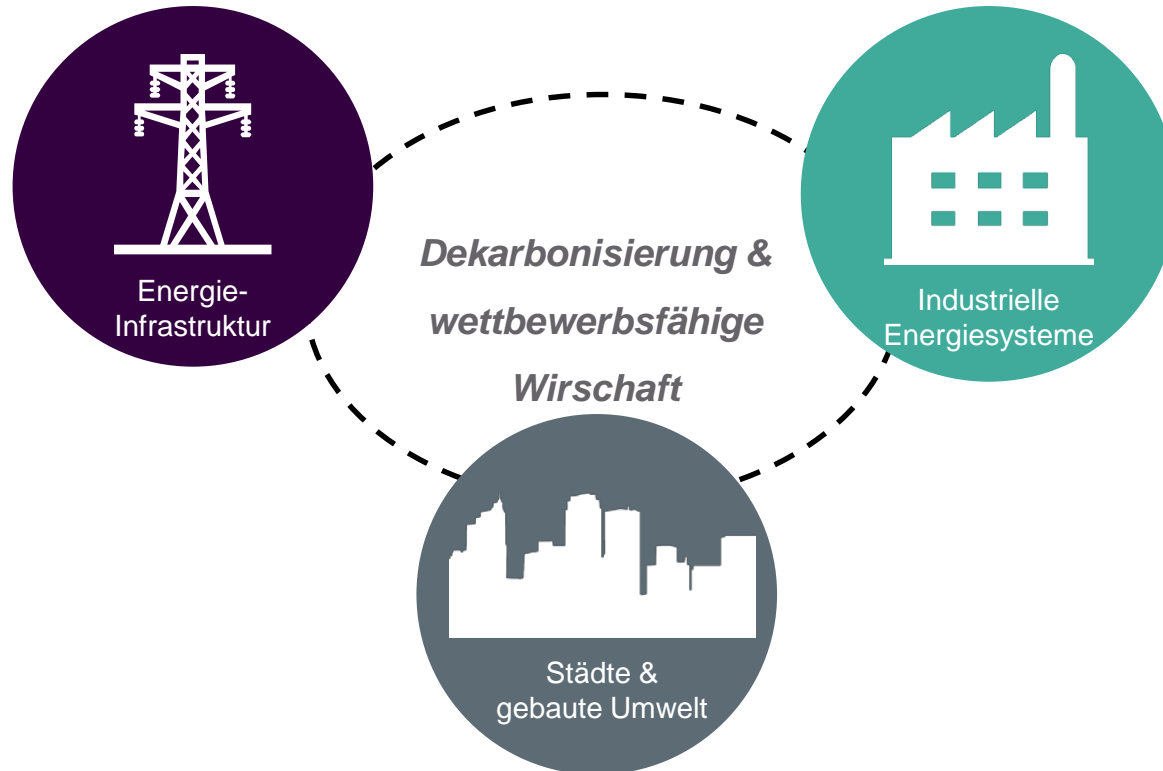 Energie-
Infrastruktur
Dekarbonisierung &
wettbewerbsfähige
Wirschaft
Industrielle
Energiesysteme
Städte &
gebaute Umwelt